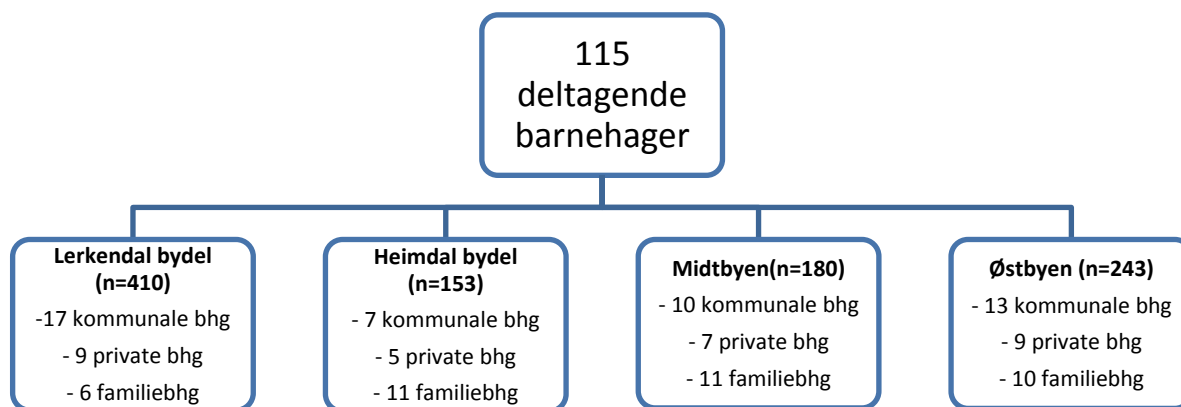 115
deltagende
barnehager
Lerkendal bydel
(n=410)
-17 kommunale bhg
- 9 private bhg
- 6 familiebhg
Heimdal bydel
(n=153)
- 7 kommunale bhg
- 5 private bhg
- 11 familiebhg
Midtbyen(n=180)
- 10 kommunale bhg
- 7 private bhg
- 11 familiebhg
Østbyen (n=243)
- 13 kommunale bhg
- 9 private bhg
- 10 familiebhg